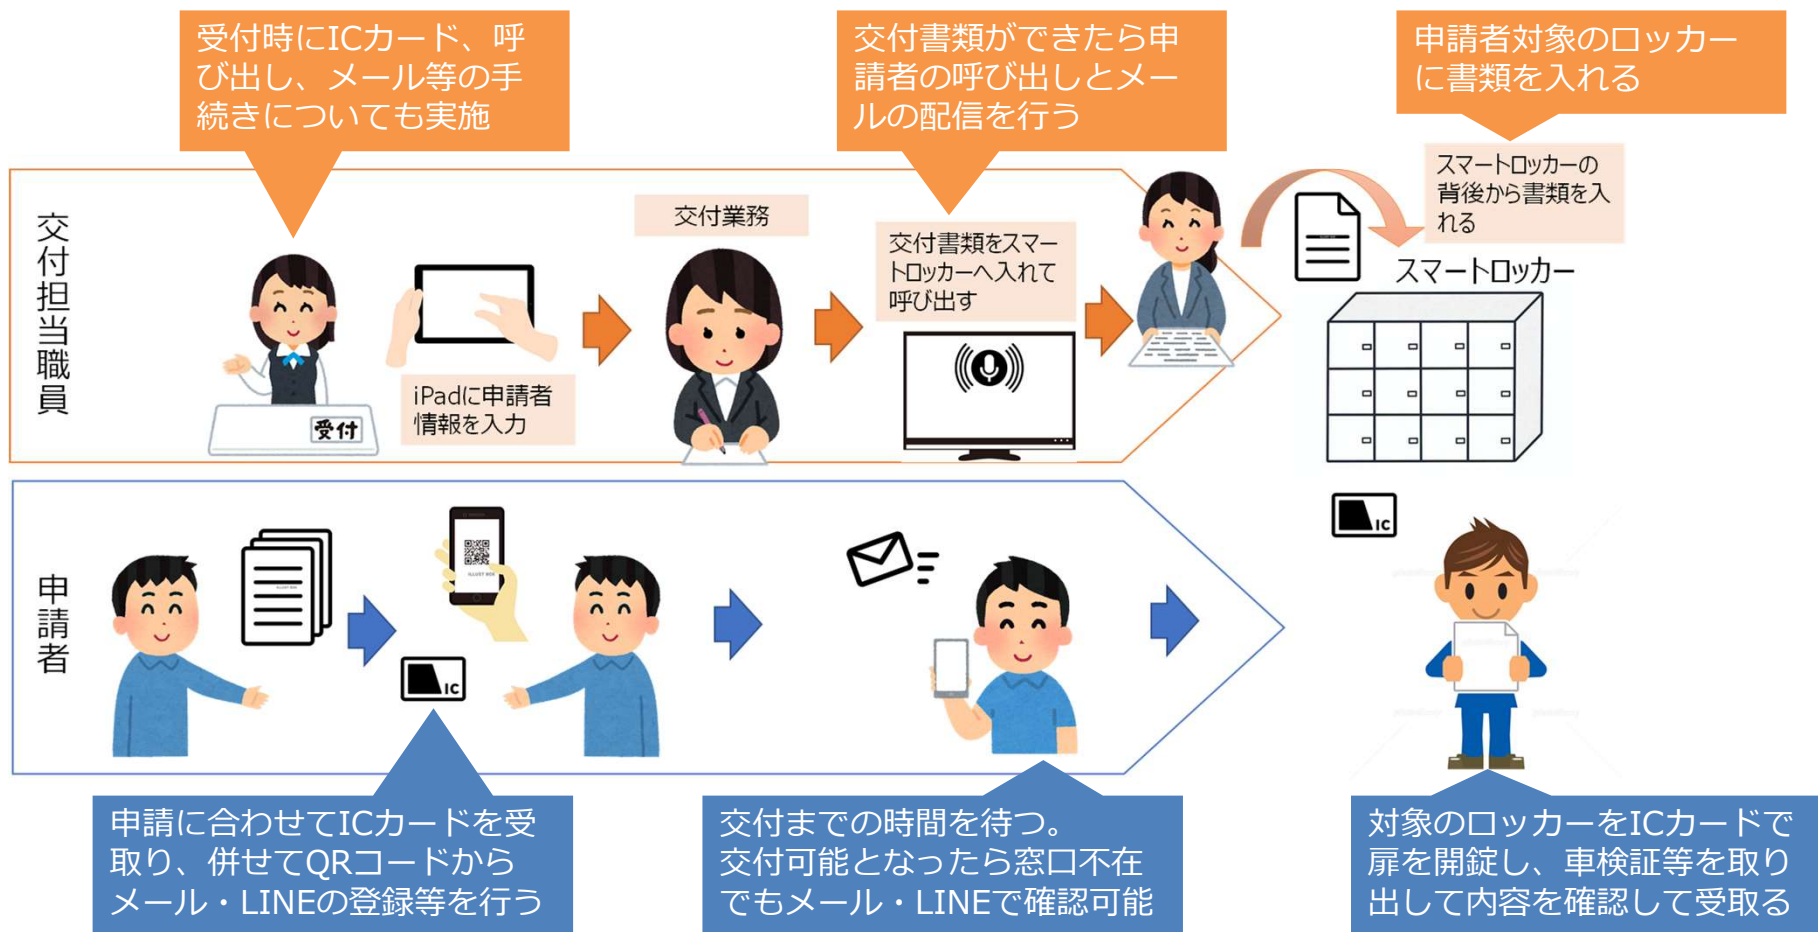 受付時にICカード、呼
び出し、メール等の手
続きについても実施
交付書類ができたら申
請者の呼び出しとメー
ルの配信を行う
申請者対象のロッカー
に書類を入れる
交付担当職員
受付
iPadに申請者
情報を入力
交付業務
交付書類をスマー
トロッカーへ入れて
呼び出す
スマートロッカーの
背後から書類を入
れる
スマートロッカー
申請者
IC
IC
申請に合わせてICカードを受
取り、併せてQRコードから
メール・LINEの登録等を行う
交付までの時間を待つ。
交付可能となったら窓口不在
でもメール・LINEで確認可能
対象のロッカーをICカードで
扉を開錠し、車検証等を取り
出して内容を確認して受取る